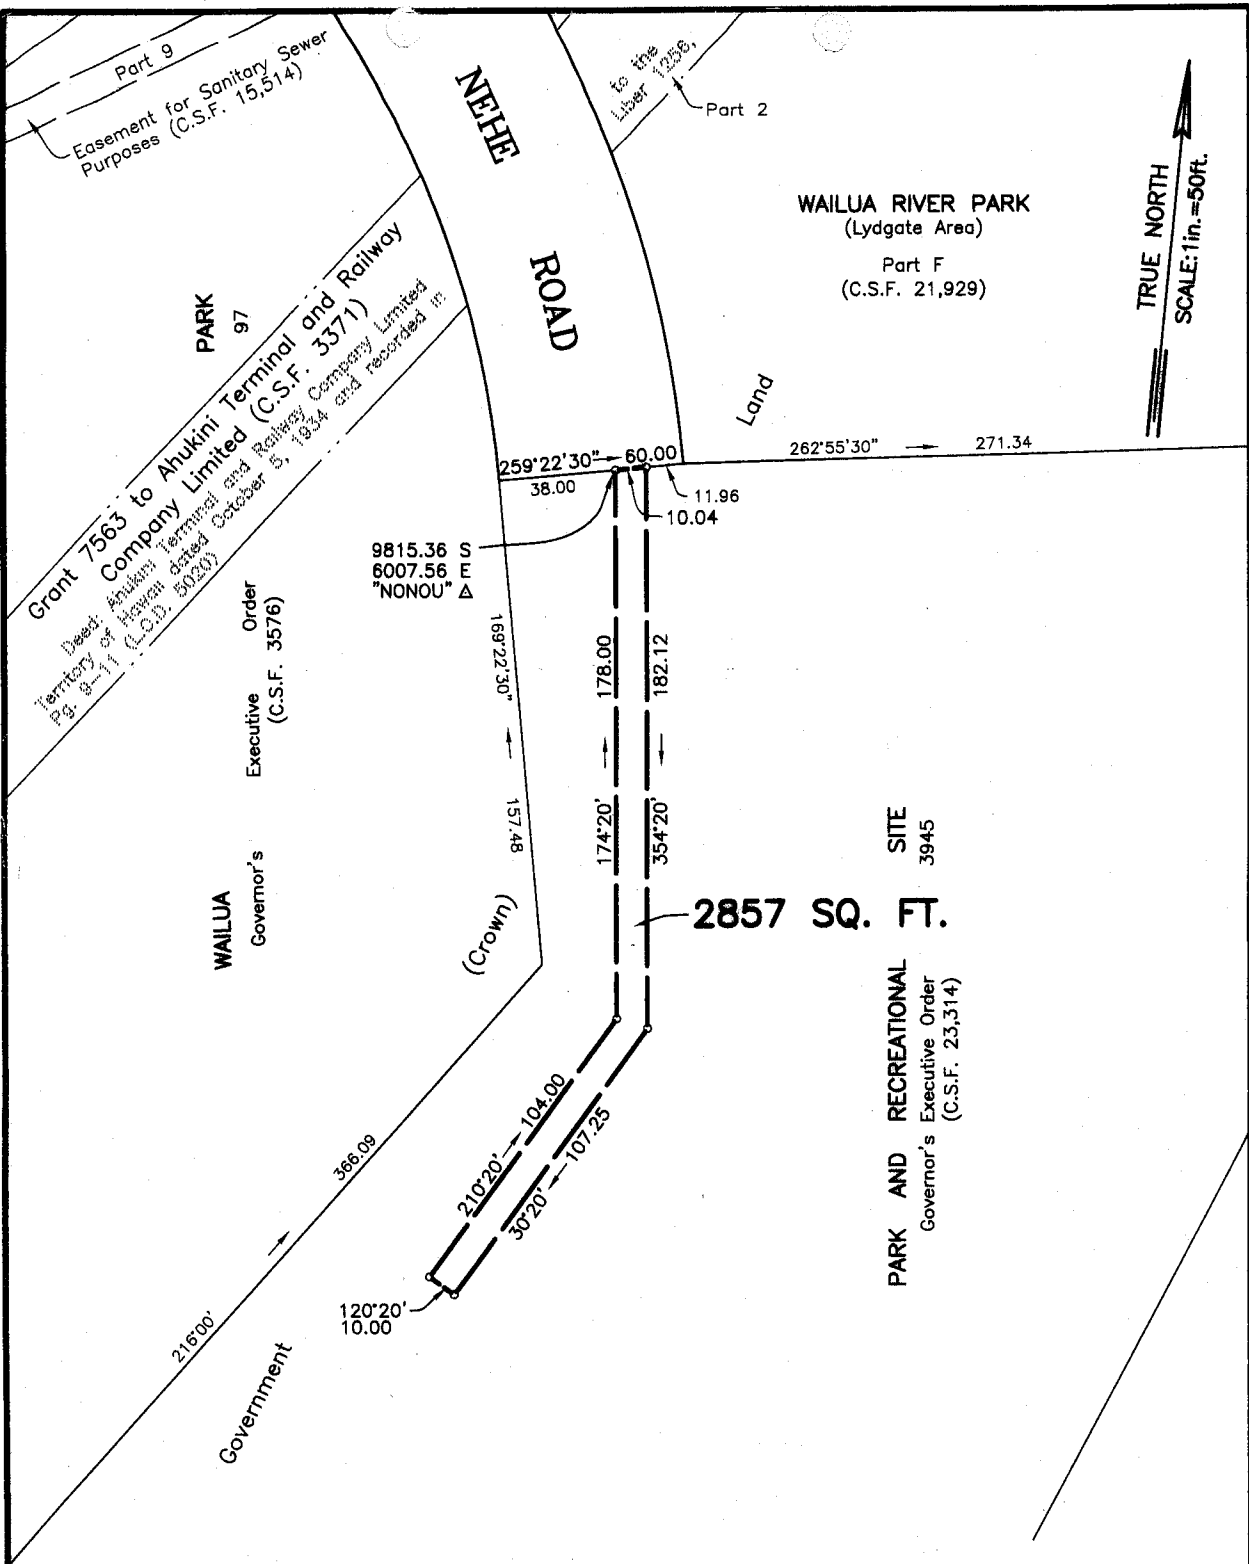 Part 9
Easement for Sanitary Sewer
Purposes (C.S.F. 15,514)
NEHE
ROAD
to the
Liber 1256,
Part 2
WAILUA RIVER PARK
(Lydgate Area)
Part F
(C.S.F. 21,929)
TRUE NORTH
SCALE:1in.=50ft.
PARK
97
Grant 7563 to Ahukini Terminal and Railway
Company Limited (C.S.F. 3371)
Deed: Ahukini Terminal and Railway Company Limited
Territory of Hawaii dated October 5, 1934 and recorded in
Pg. 9-11 (L.O.D. 5020)
Land
259°22'30"
60.00
262°55'30"
271.34
38.00
11.96
10.04
9815.36 S
6007.56 E
"NONOU" Δ
169°22'30"
157.48
178.00
174°20'
182.12
354°20'
WAILUA
Governor's Executive Order
(C.S.F. 3576)
(Crown)
2857 SQ. FT.
PARK AND RECREATIONAL SITE
Governor's Executive Order 3945
(C.S.F. 23,314)
210°20'
104.00
30°20'
107.25
120°20'
10.00
366.09
216°00'
Government